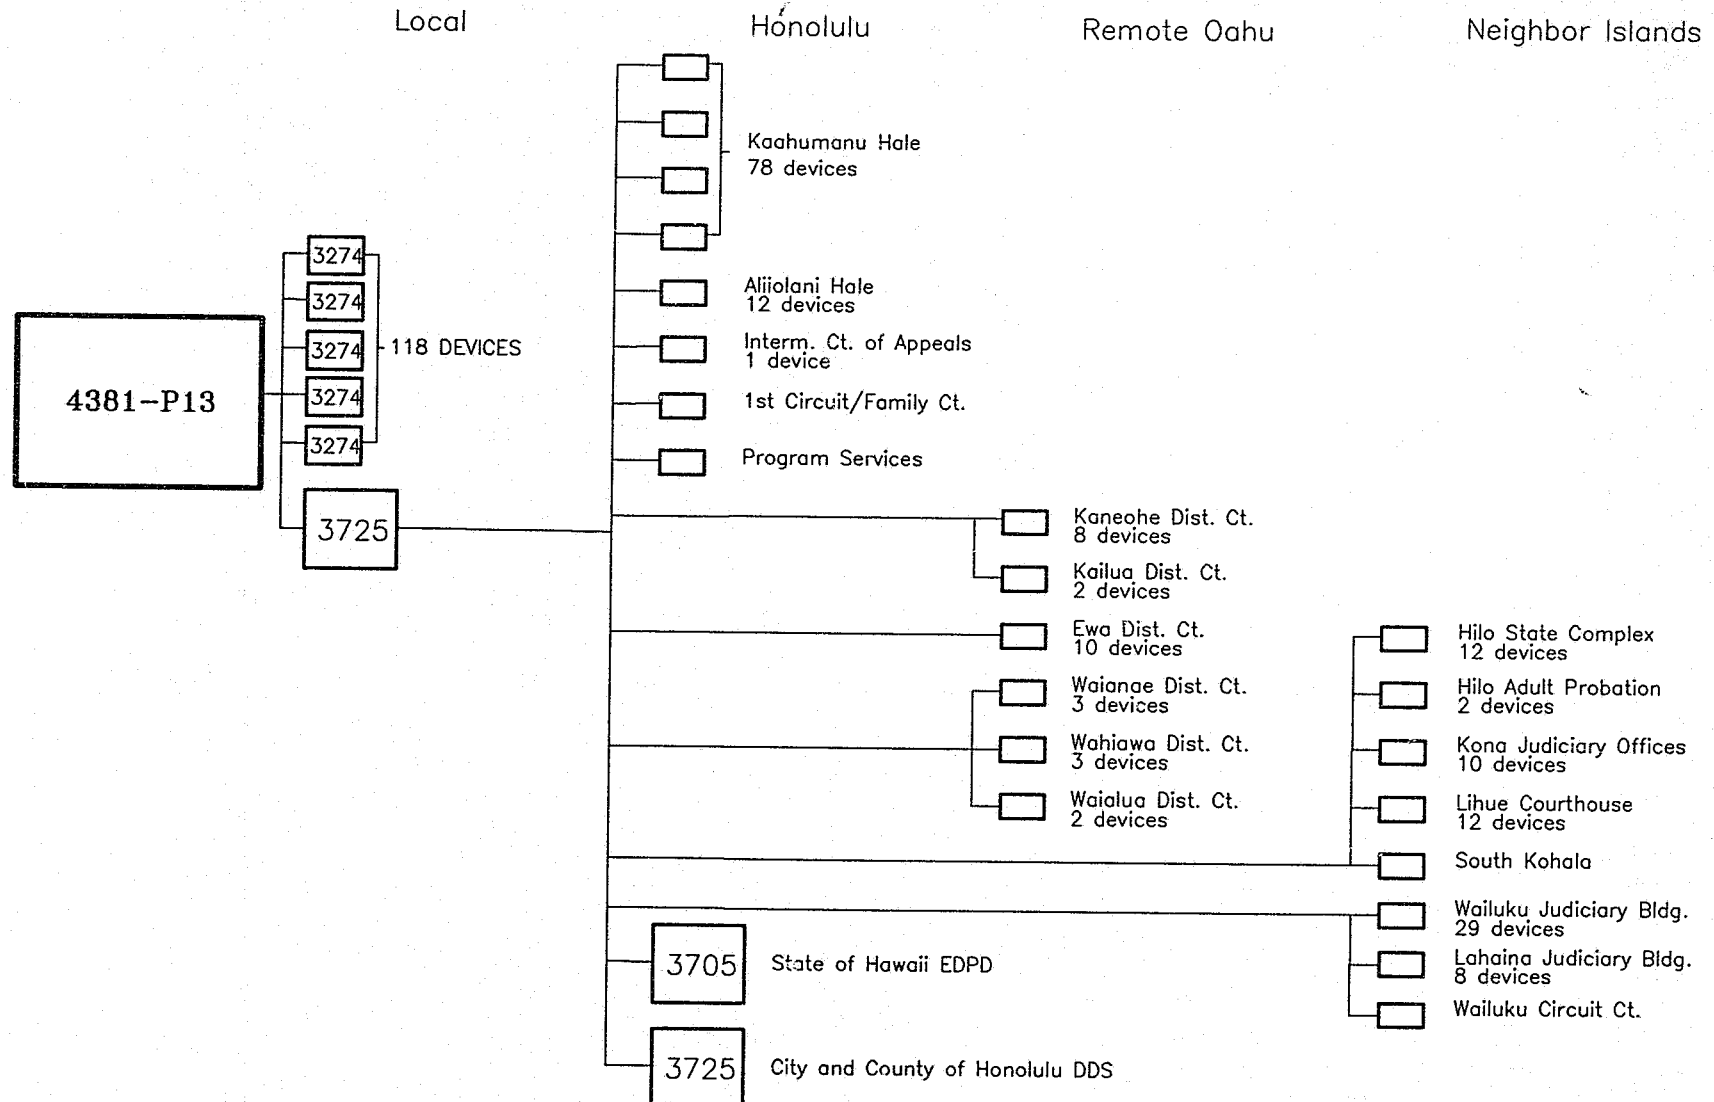 Local
Honolulu
Remote Oahu
Neighbor Islands
4381-P13
3274
3274
3274
3274
3274
118 DEVICES
3725
Kaahumanu Hale
78 devices
Aliiolani Hale
12 devices
Interm. Ct. of Appeals
1 device
1st Circuit/Family Ct.
Program Services
Kaneohe Dist. Ct.
8 devices
Kailua Dist. Ct.
2 devices
Ewa Dist. Ct.
10 devices
Waianae Dist. Ct.
3 devices
Wahiawa Dist. Ct.
3 devices
Waialua Dist. Ct.
2 devices
Hilo State Complex
12 devices
Hilo Adult Probation
2 devices
Kona Judiciary Offices
10 devices
Lihue Courthouse
12 devices
South Kohala
Wailuku Judiciary Bldg.
29 devices
Lahaina Judiciary Bldg.
8 devices
Wailuku Circuit Ct.
3705
State of Hawaii EDPD
3725
City and County of Honolulu DDS